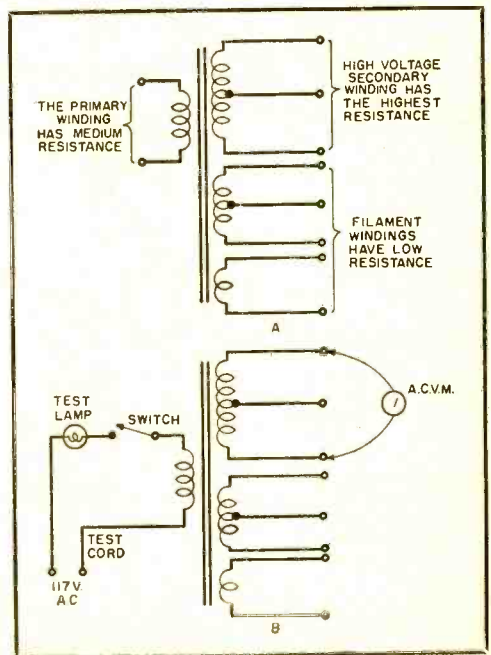 THE PRIMARY
WINDING
HAS MEDIUM
RESISTANCE
HIGH VOLTAGE
SECONDARY
WINDING HAS
THE HIGHEST
RESISTANCE
FILAMENT
WINDINGS
HAVE LOW
RESISTANCE
A
TEST
LAMP
SWITCH
A.C.V.M.
TEST
CORD
117V.
A.C
B